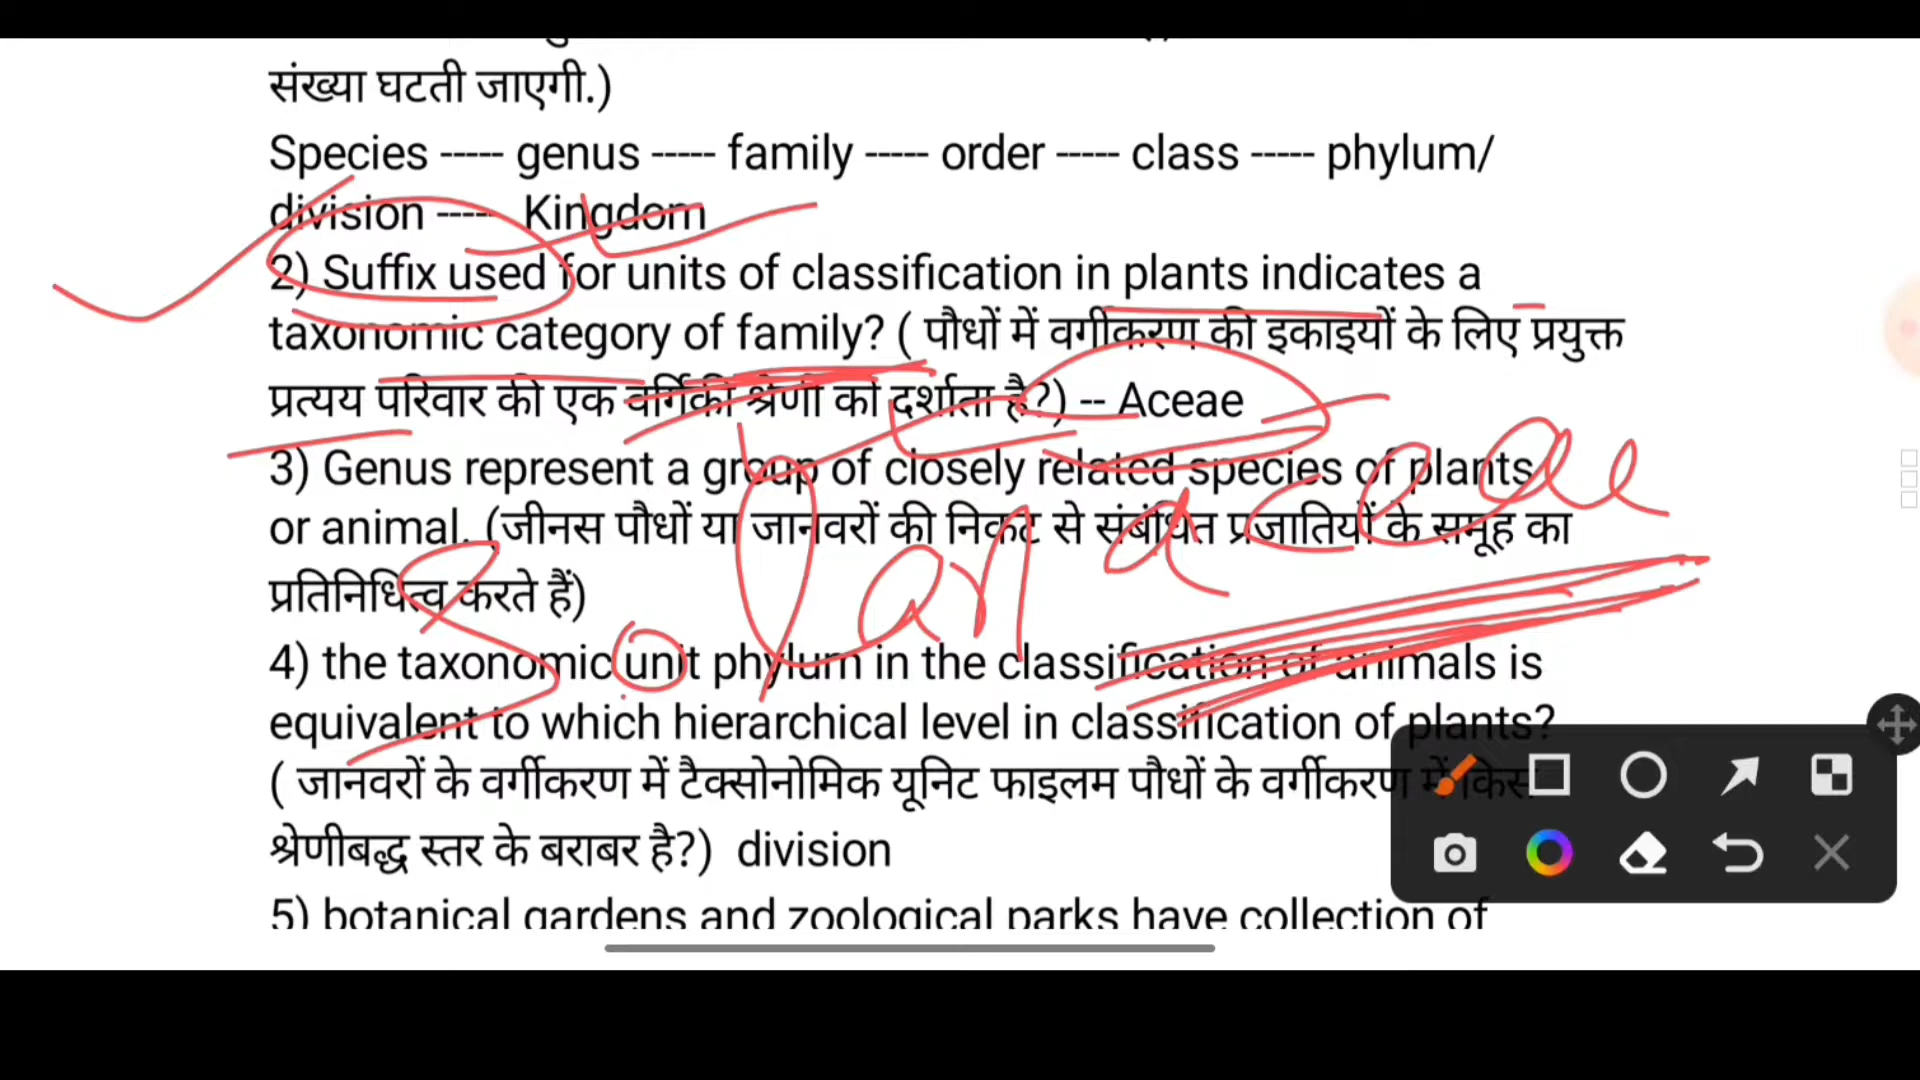 संख्या घटती जाएगी.)
Species ----- genus ----- family ----- order ----- class ----- phylum/
division ----- Kingdom
2) Suffix used for units of classification in plants indicates a
taxonomic category of family? ( पौधों में वर्गीकरण की इकाइयों के लिए प्रयुक्त
प्रत्यय परिवार की एक वर्गिकी श्रेणी को दर्शाता है?) -- Aceae
3) Genus represent a group of closely related species of plants
or animal. (जीनस पौधों या जानवरों की निकट से संबंधित प्रजातियों के समूह का
प्रतिनिधित्व करते हैं)
Solanaceae
4) the taxonomic unit phylum in the classification of animals is
equivalent to which hierarchical level in classification of plants?
( जानवरों के वर्गीकरण में टैक्सोनोमिक यूनिट फाइलम पौधों के वर्गीकरण में किस
श्रेणीबद्ध स्तर के बराबर है?) division
5) botanical gardens and zoological parks have collection of